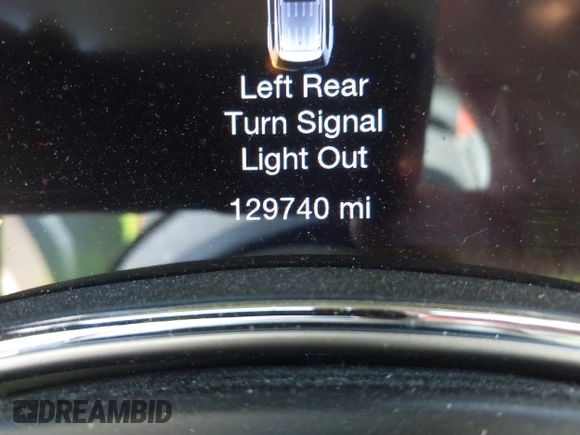 Left Rear
Turn Signal
Light Out
129740 mi
DREAMBID